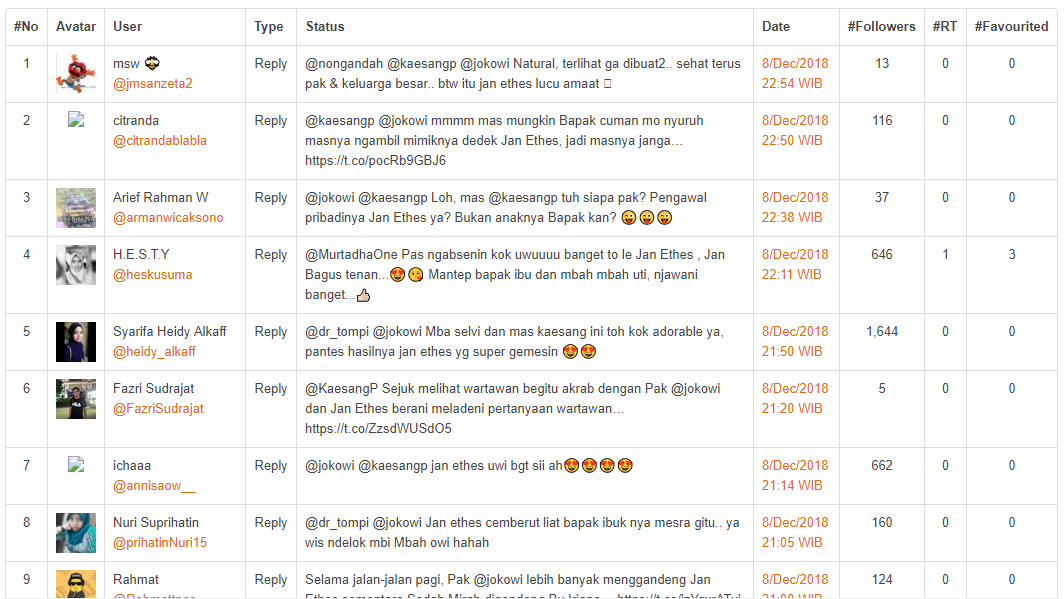 #No Avatar User Type Status Date #Followers #RT #Favourited
1 msw 😎 Reply @nongandah @kaesangp @jokowi Natural, terlihat ga dibuat2.. sehat terus 8/Dec/2018 13 0 0
@jmsanzeta2 pak & keluarga besar.. btw itu jan ethes lucu amaat 22:54 WIB
2 citranda Reply @kaesangp @jokowi mmmm mas mungkin Bapak cuman mo nyuruh 8/Dec/2018 116 0 0
@citrandablabla masnya ngambil mimiknya dedek Jan Ethes, jadi masnya janga… 22:50 WIB
https://t.co/pocRb9GBJ6
3 Arief Rahman W Reply @jokowi @kaesangp Loh, mas @kaesangp tuh siapa pak? Pengawal 8/Dec/2018 37 0 0
@armanwicaksono pribadinya Jan Ethes ya? Bukan anaknya Bapak kan? 😜😜😜 22:38 WIB
4 H.E.S.T.Y Reply @MurtadhaOne Pas ngabsenin kok uwuuuu banget to le Jan Ethes , Jan 8/Dec/2018 646 1 3
@heskusuma Bagus tenan...😍😘 Mantep bapak ibu dan mbah mbah uti, njawani 22:11 WIB
banget...👍
5 Syarifa Heidy Alkaff Reply @dr_tompi @jokowi Mba selvi dan mas kaesang ini toh kok adorable ya, 8/Dec/2018 1,644 0 0
@heidy_alkaff pantes hasilnya jan ethes yg super gemesin 😍😍 21:50 WIB
6 Fazri Sudrajat Reply @KaesangP Sejuk melihat wartawan begitu akrab dengan Pak @jokowi 8/Dec/2018 5 0 0
@FazriSudrajat dan Jan Ethes berani meladeni pertanyaan wartawan… 21:20 WIB
https://t.co/ZzsdWUSdO5
7 ichaaa Reply @jokowi @kaesangp jan ethes uwi bgt sii ah😍😍😍😍 8/Dec/2018 662 0 0
@annisaow__ 21:14 WIB
8 Nuri Suprihatin Reply @dr_tompi @jokowi Jan ethes cemberut liat bapak ibuk nya mesra gitu.. ya 8/Dec/2018 160 0 0
@prihatinNuri15 wis ndelok mbi Mbah owi hahah 21:05 WIB
9 Rahmat Reply Selama jalan-jalan pagi, Pak @jokowi lebih banyak menggandeng Jan 8/Dec/2018 124 0 0